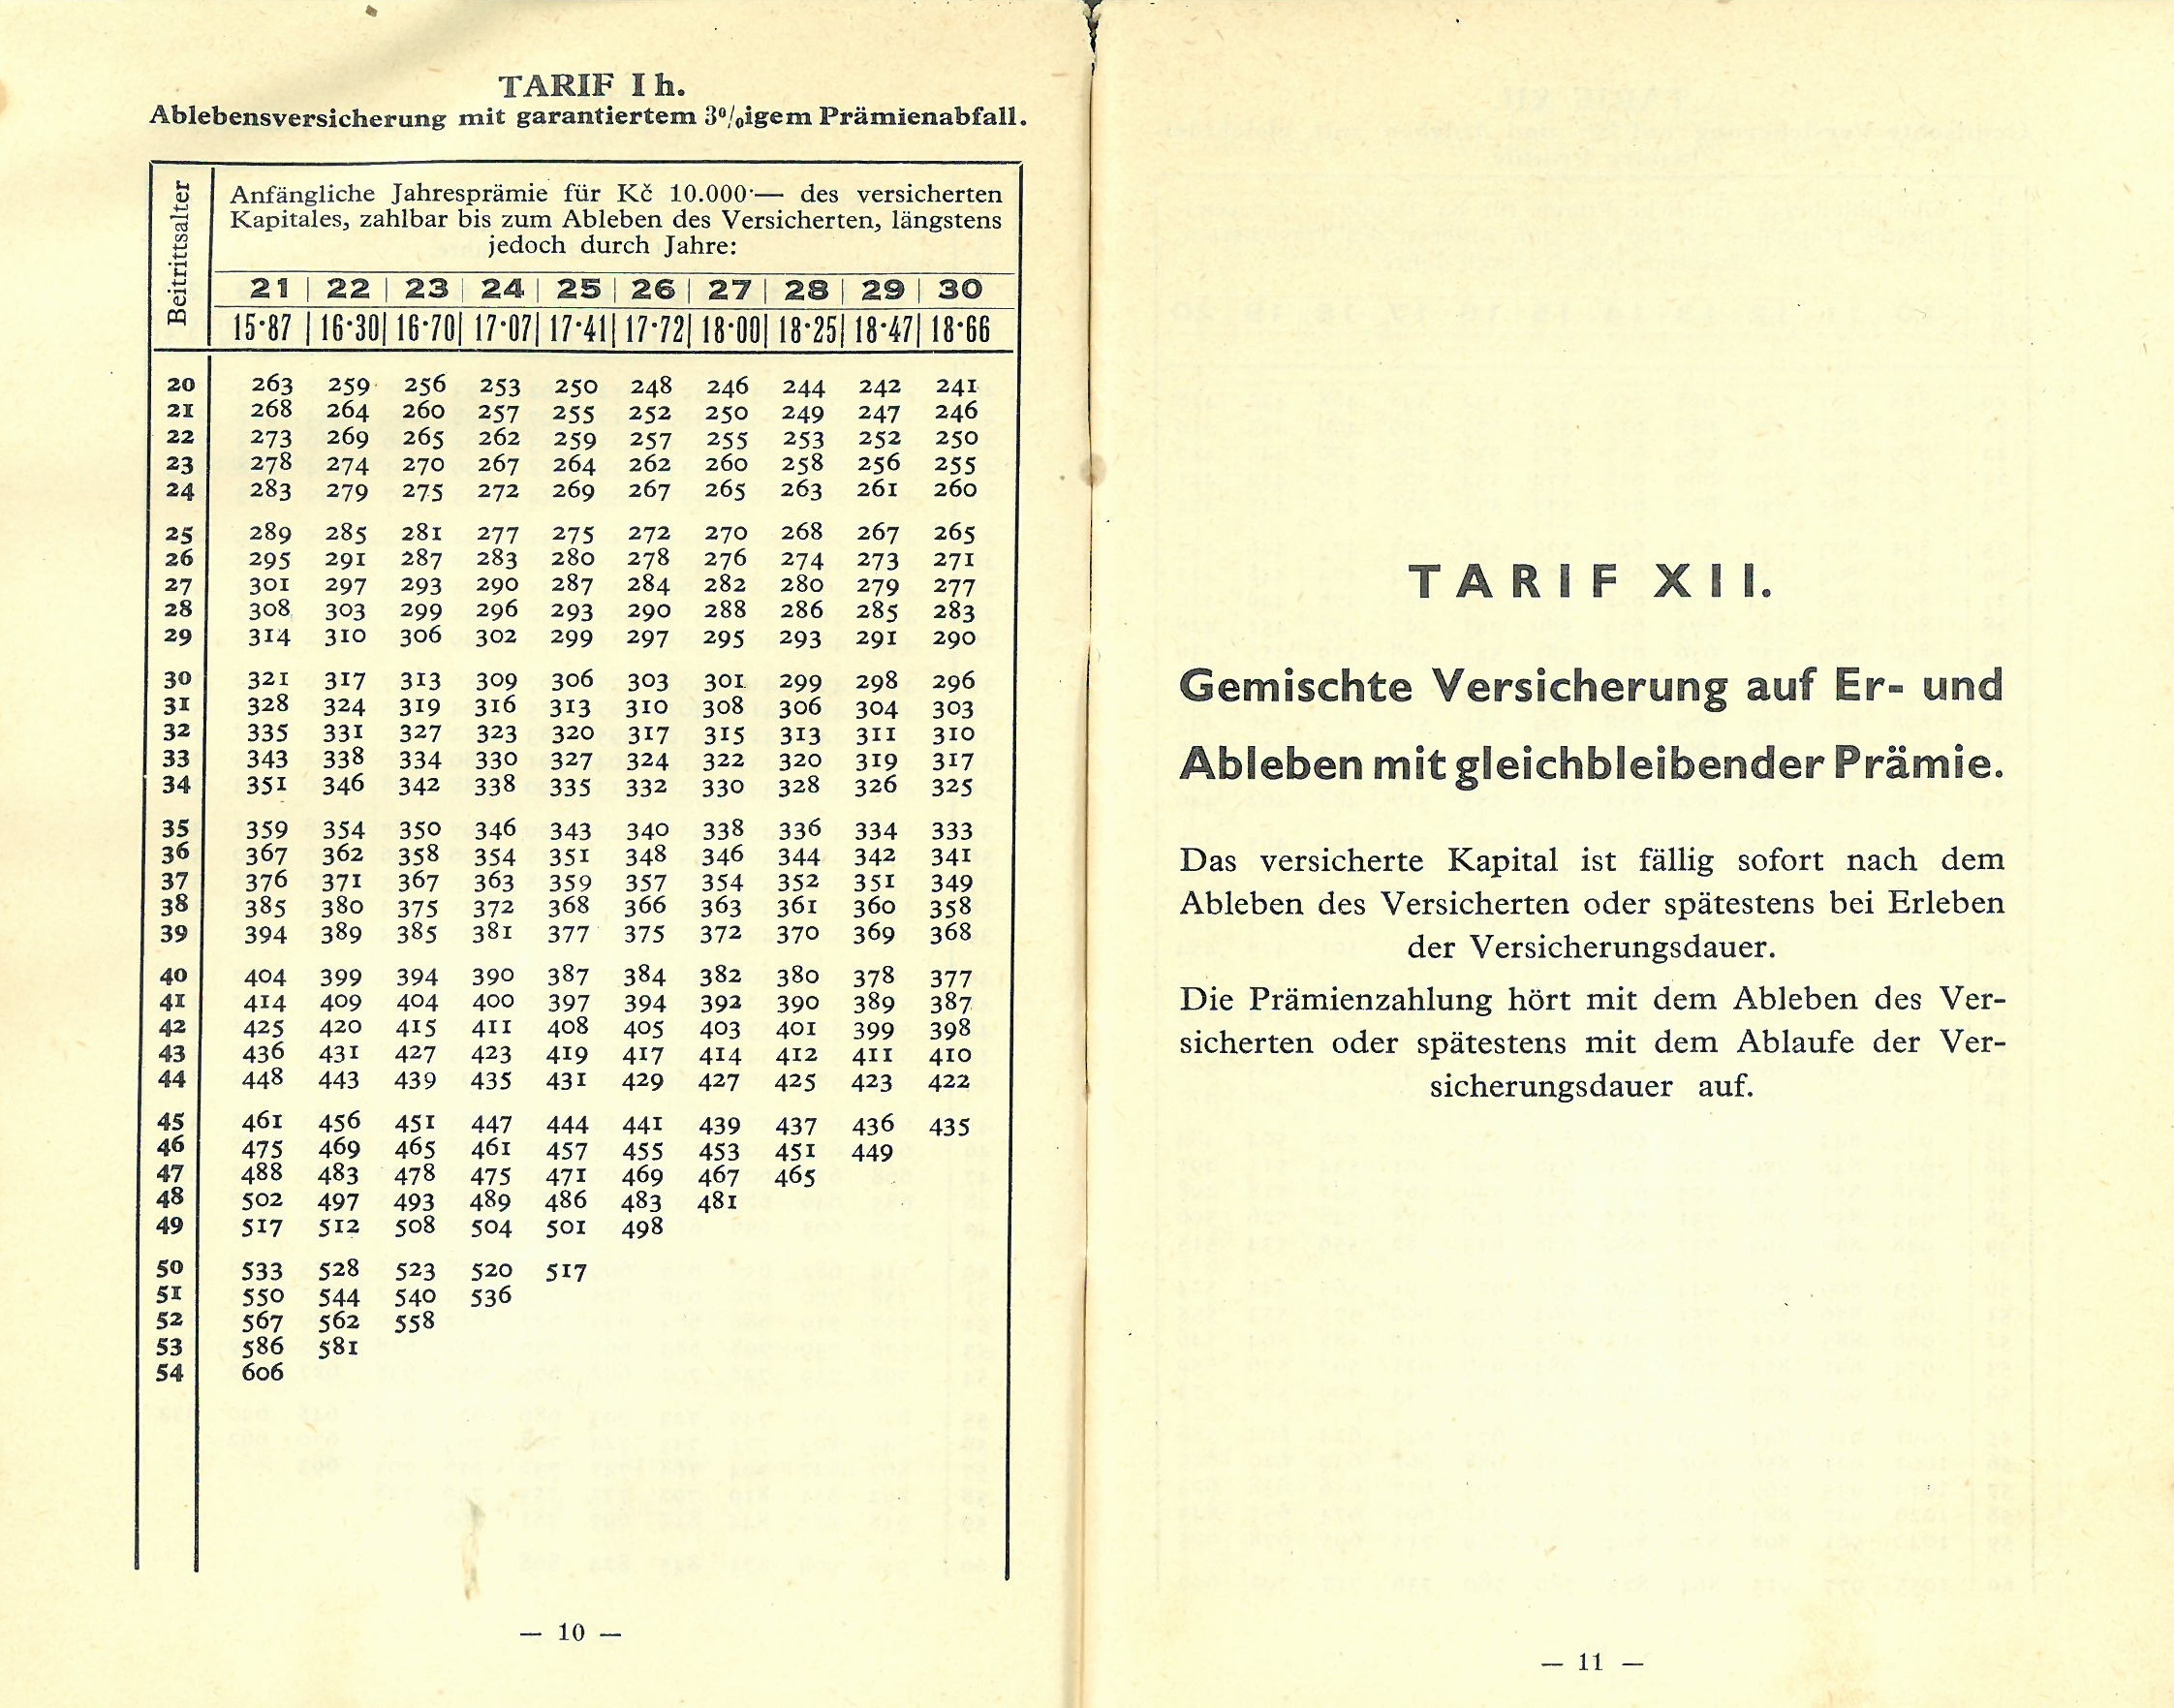 TARIF I h.
Ablebensversicherung mit garantiertem 3%igem Prämienabfall.
Beitrittsalter
Anfängliche Jahresprämie für Kč 10.000·— des versicherten
Kapitales, zahlbar bis zum Ableben des Versicherten, längstens
jedoch durch Jahre:
21 | 22 | 23 | 24 | 25 | 26 | 27 | 28 | 29 | 30
15·87 | 16·30 | 16·70 | 17·07 | 17·41 | 17·72 | 18·00 | 18·25 | 18·47 | 18·66
20 263 259 256 253 250 248 246 244 242 241
21 268 264 260 257 255 252 250 249 247 246
22 273 269 265 262 259 257 255 253 252 250
23 278 274 270 267 264 262 260 258 256 255
24 283 279 275 272 269 267 265 263 261 260
25 289 285 281 277 275 272 270 268 267 265
26 295 291 287 283 280 278 276 274 273 271
27 301 297 293 290 287 284 282 280 279 277
28 308 303 299 296 293 290 288 286 285 283
29 314 310 306 302 299 297 295 293 291 290
30 321 317 313 309 306 303 301 299 298 296
31 328 324 319 316 313 310 308 306 304 303
32 335 331 327 323 320 317 315 313 311 310
33 343 338 334 330 327 324 322 320 319 317
34 351 346 342 338 335 332 330 328 326 325
35 359 354 350 346 343 340 338 336 334 333
36 367 362 358 354 351 348 346 344 342 341
37 376 371 367 363 359 357 354 352 351 349
38 385 380 375 372 368 366 363 361 360 358
39 394 389 385 381 377 375 372 370 369 368
40 404 399 394 390 387 384 382 380 378 377
41 414 409 404 400 397 394 392 390 389 387
42 425 420 415 411 408 405 403 401 399 398
43 436 431 427 423 419 417 414 412 411 410
44 448 443 439 435 431 429 427 425 423 422
45 461 456 451 447 444 441 439 437 436 435
46 475 469 465 461 457 455 453 451 449
47 488 483 478 475 471 469 467 465
48 502 497 493 489 486 483 481
49 517 512 508 504 501 498
50 533 528 523 520 517
51 550 544 540 536
52 567 562 558
53 586 581
54 606
— 10 —
TARIF XII.
Gemischte Versicherung auf Er- und
Ableben mit gleichbleibender Prämie.
Das versicherte Kapital ist fällig sofort nach dem
Ableben des Versicherten oder spätestens bei Erleben
der Versicherungsdauer.
Die Prämienzahlung hört mit dem Ableben des Ver-
sicherten oder spätestens mit dem Ablaufe der Ver-
sicherungsdauer auf.
— 11 —